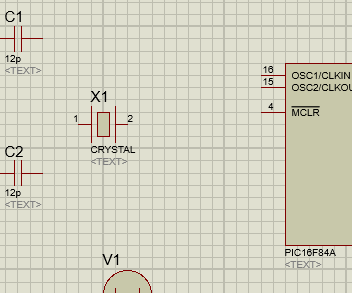 C1
12p
<TEXT>
X1
1
2
CRYSTAL
<TEXT>
C2
12p
<TEXT>
16
OSC1/CLKIN
15
OSC2/CLKOU
4
MCLR
PIC16F84A
<TEXT>
V1